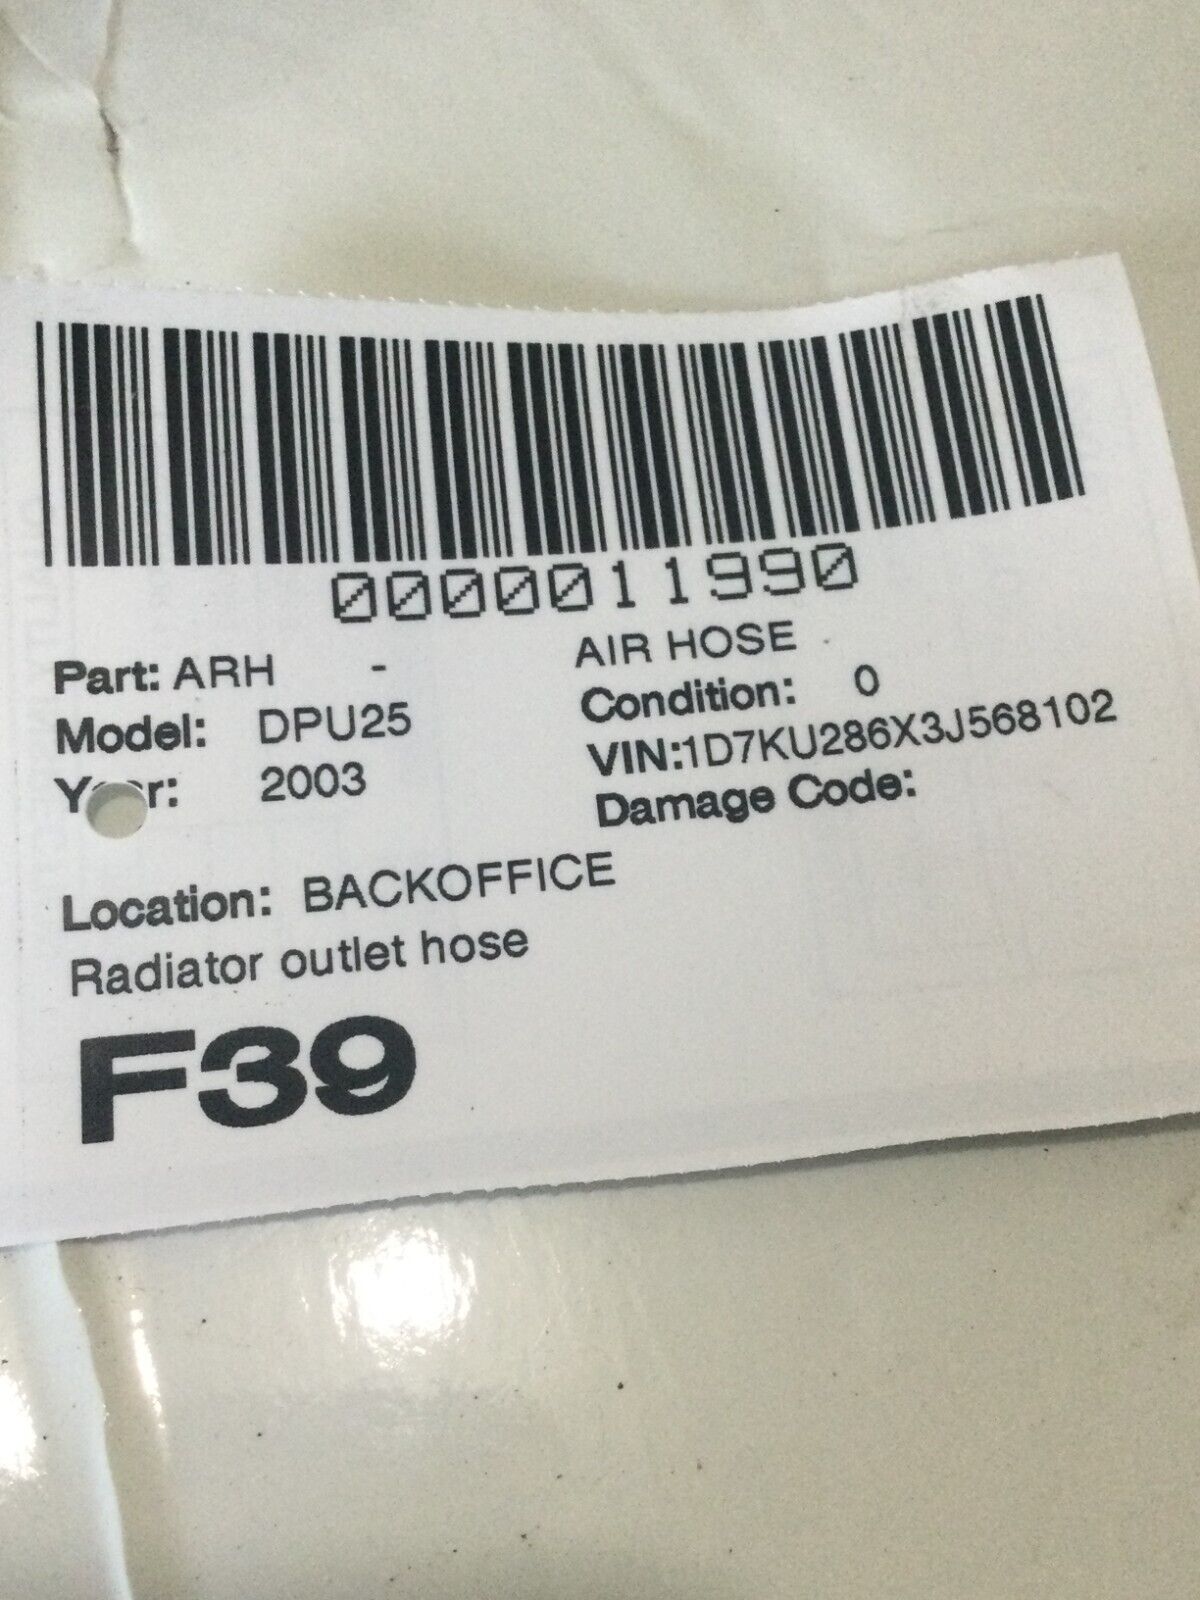 0000011990
Part: ARH - AIR HOSE
Model: DPU25 Condition: 0
Year: 2003 VIN:1D7KU286X3J568102
Damage Code:
Location: BACKOFFICE
Radiator outlet hose
F39